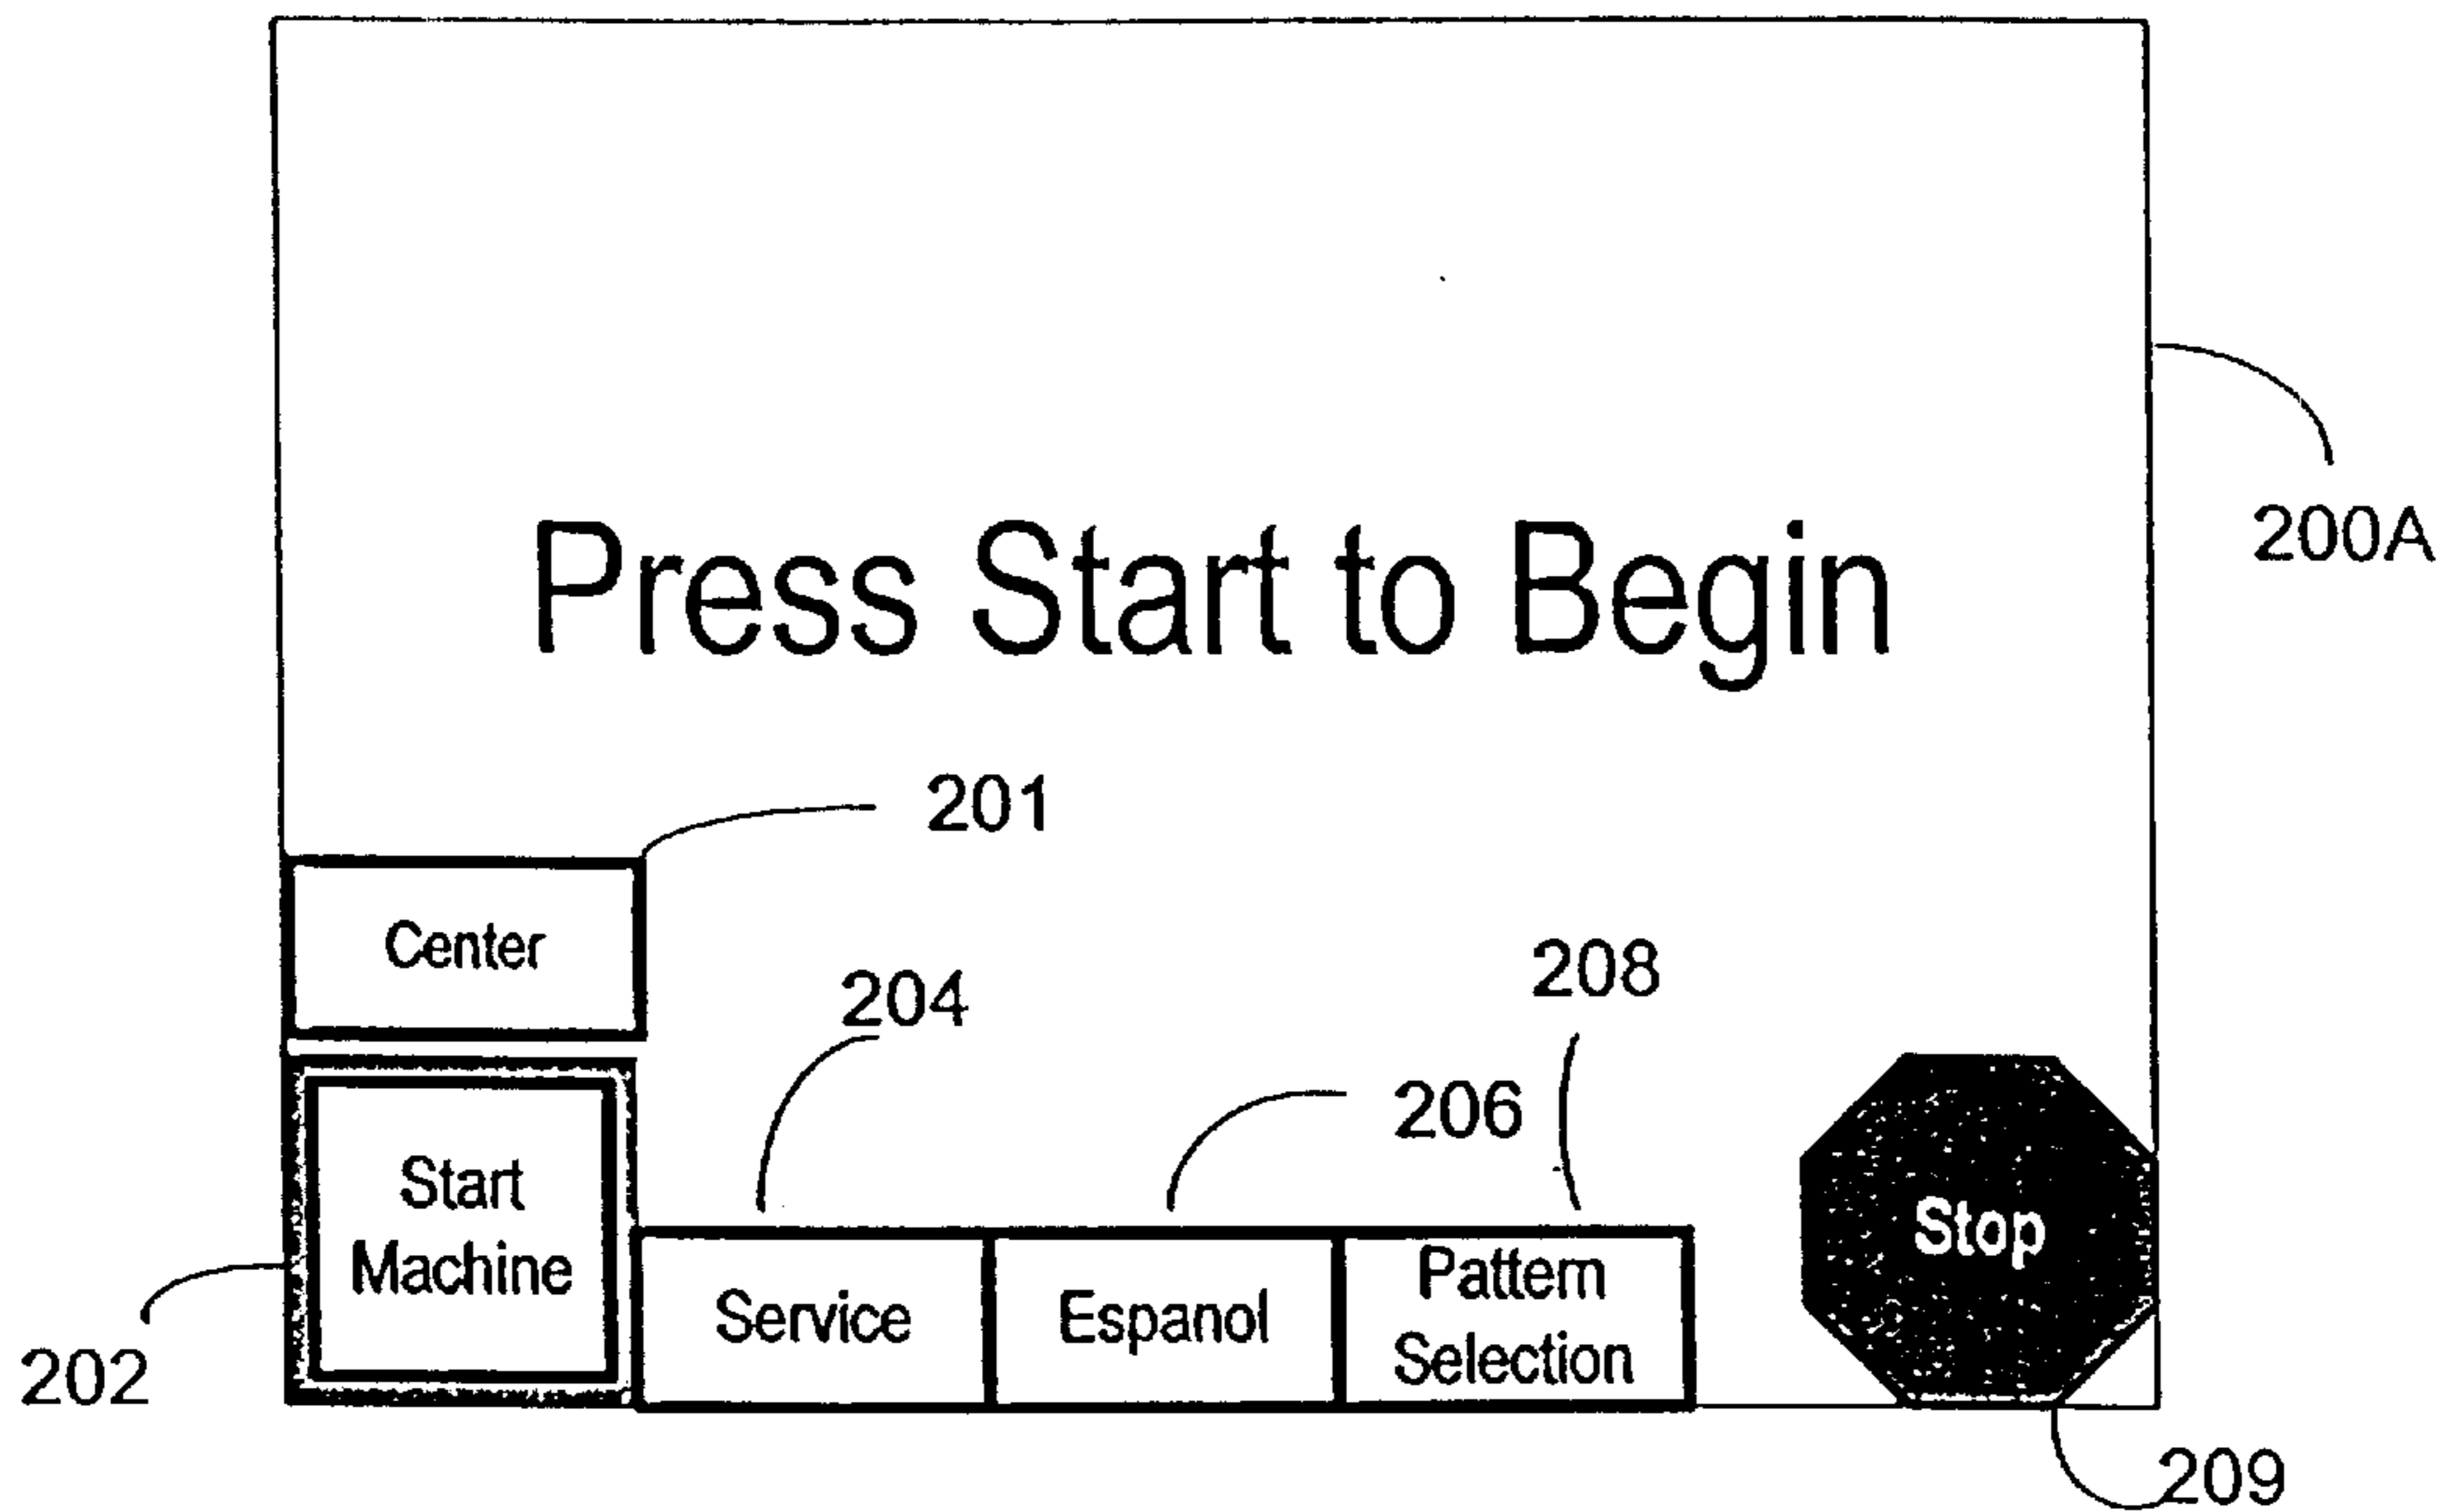 Press Start to Begin
200A
201
Center
204
208
206
Start
Machine
Service
Espanol
Pattern
Selection
Stop
202
209